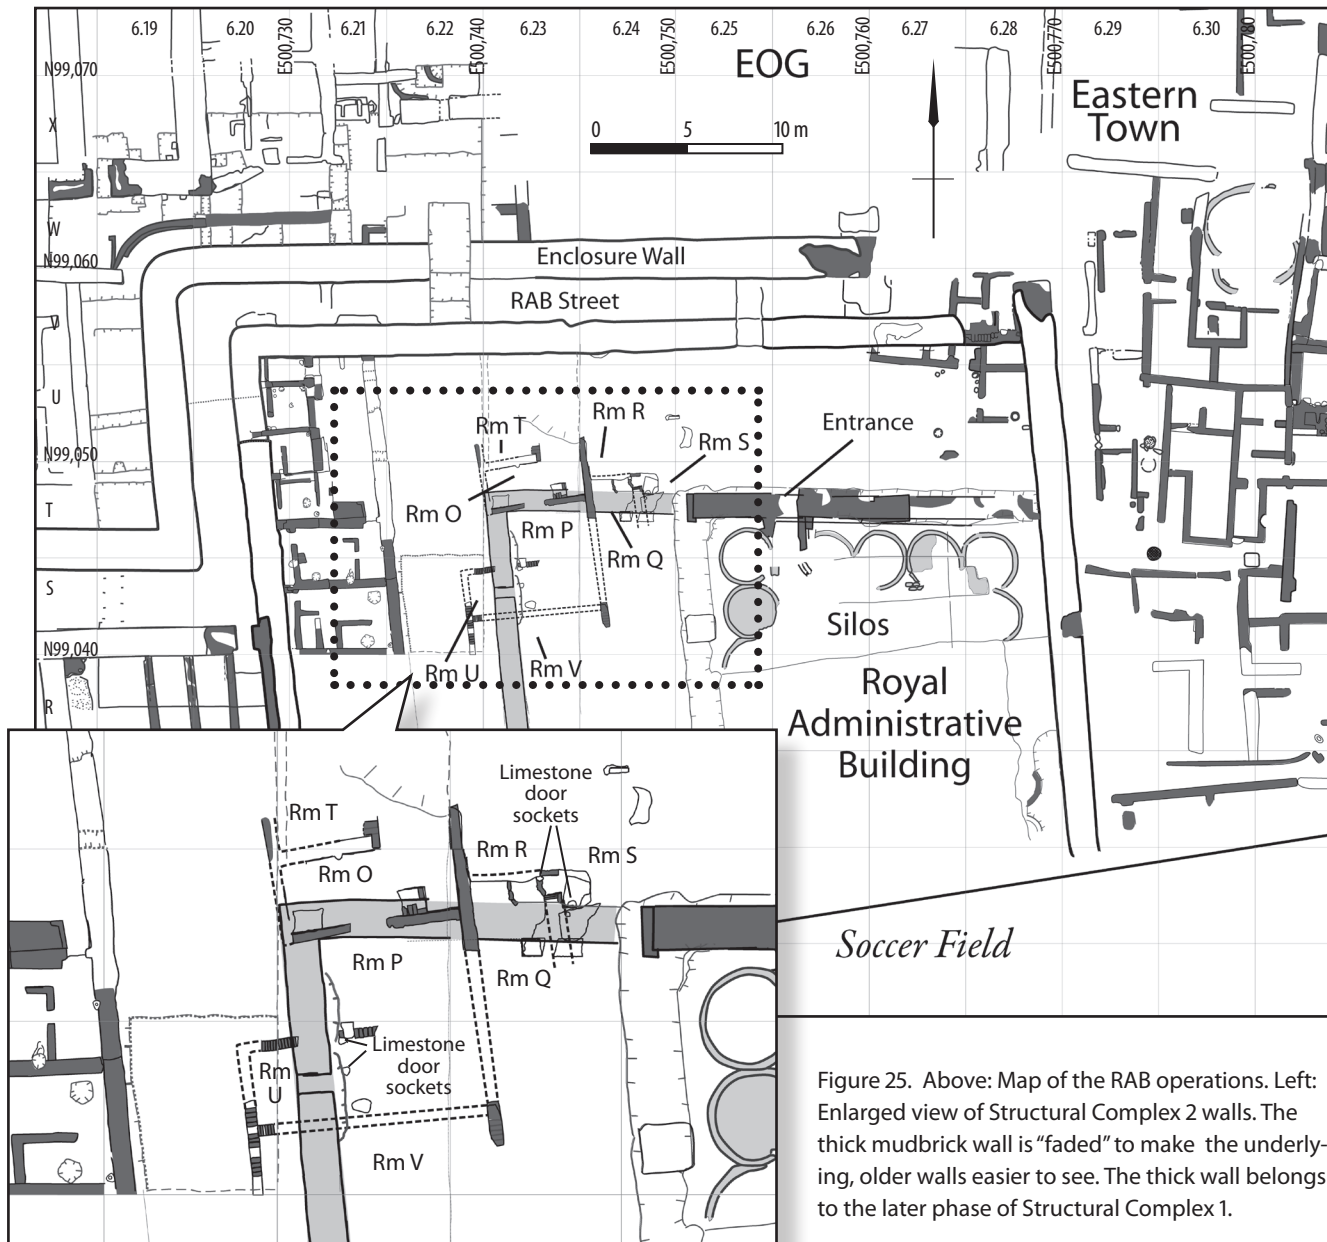 6.19 6.20 6.21 6.22 6.23 6.24 6.25 6.26 6.27 6.28 6.29 6.30
E500,730 E500,740 E500,750 E500,760 E500,770 E500,780
EOG
N99,070
Eastern
Town
X
0 5 10 m
W
Enclosure Wall
N99,060
RAB Street
V
U
Rm R
Rm T
Entrance
Rm S
N99,050
Rm O
T
Rm P
Rm Q
S
Silos
N99,040
Rm U
Rm V
Royal
Administrative
Building
R
Limestone
door
sockets
Rm T
Rm R
Rm S
Rm O
Rm P
Rm Q
Limestone
door
sockets
Rm
U
Rm V
Soccer Field
Figure 25. Above: Map of the RAB operations. Left:
Enlarged view of Structural Complex 2 walls. The
thick mudbrick wall is “faded” to make the underly-
ing, older walls easier to see. The thick wall belongs
to the later phase of Structural Complex 1.